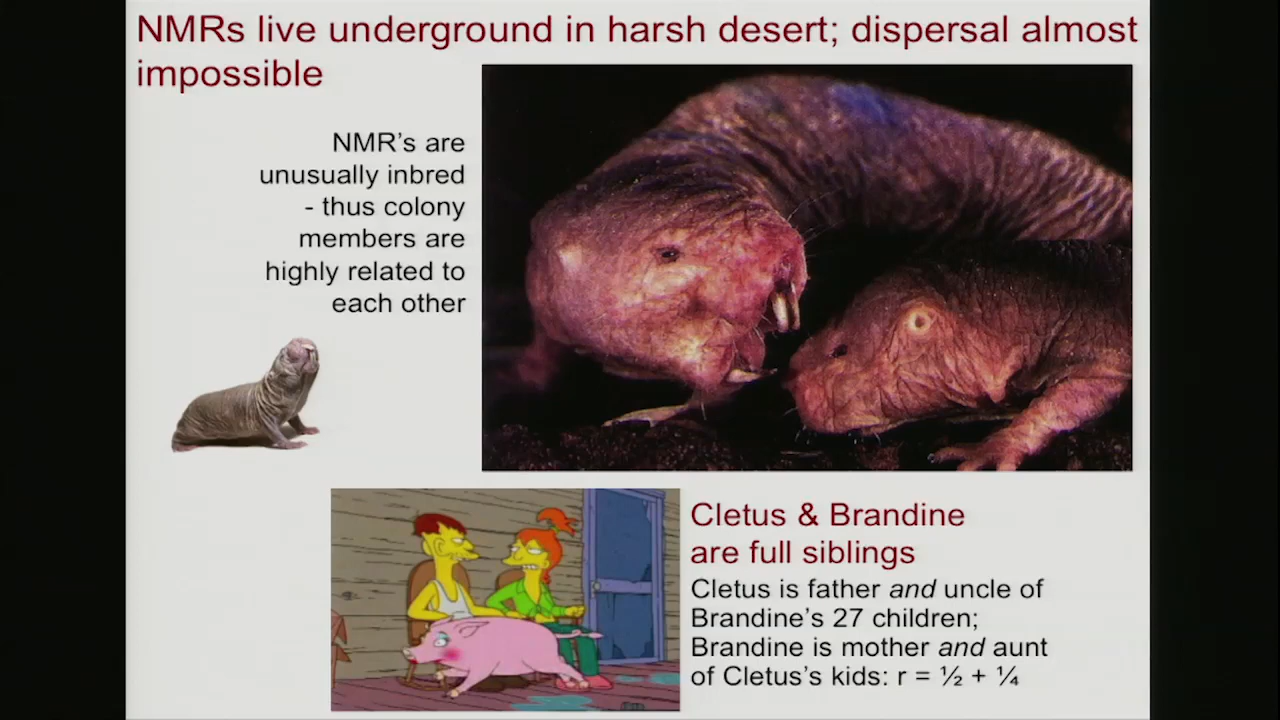 NMRs live underground in harsh desert; dispersal almost
impossible
NMR's are
unusually inbred
- thus colony
members are
highly related to
each other
Cletus & Brandine
are full siblings
Cletus is father and uncle of
Brandine's 27 children;
Brandine is mother and aunt
of Cletus's kids: r = ½ + ¼